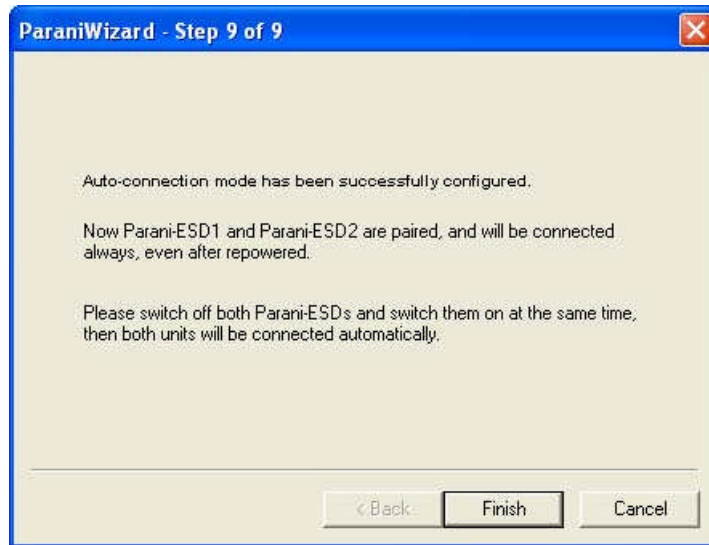 ParaniWizard - Step 9 of 9
Auto-connection mode has been successfully configured.
Now Parani-ESD1 and Parani-ESD2 are paired, and will be connected
always, even after repowered.
Please switch off both Parani-ESDs and switch them on at the same time,
then both units will be connected automatically.
< Back
Finish
Cancel